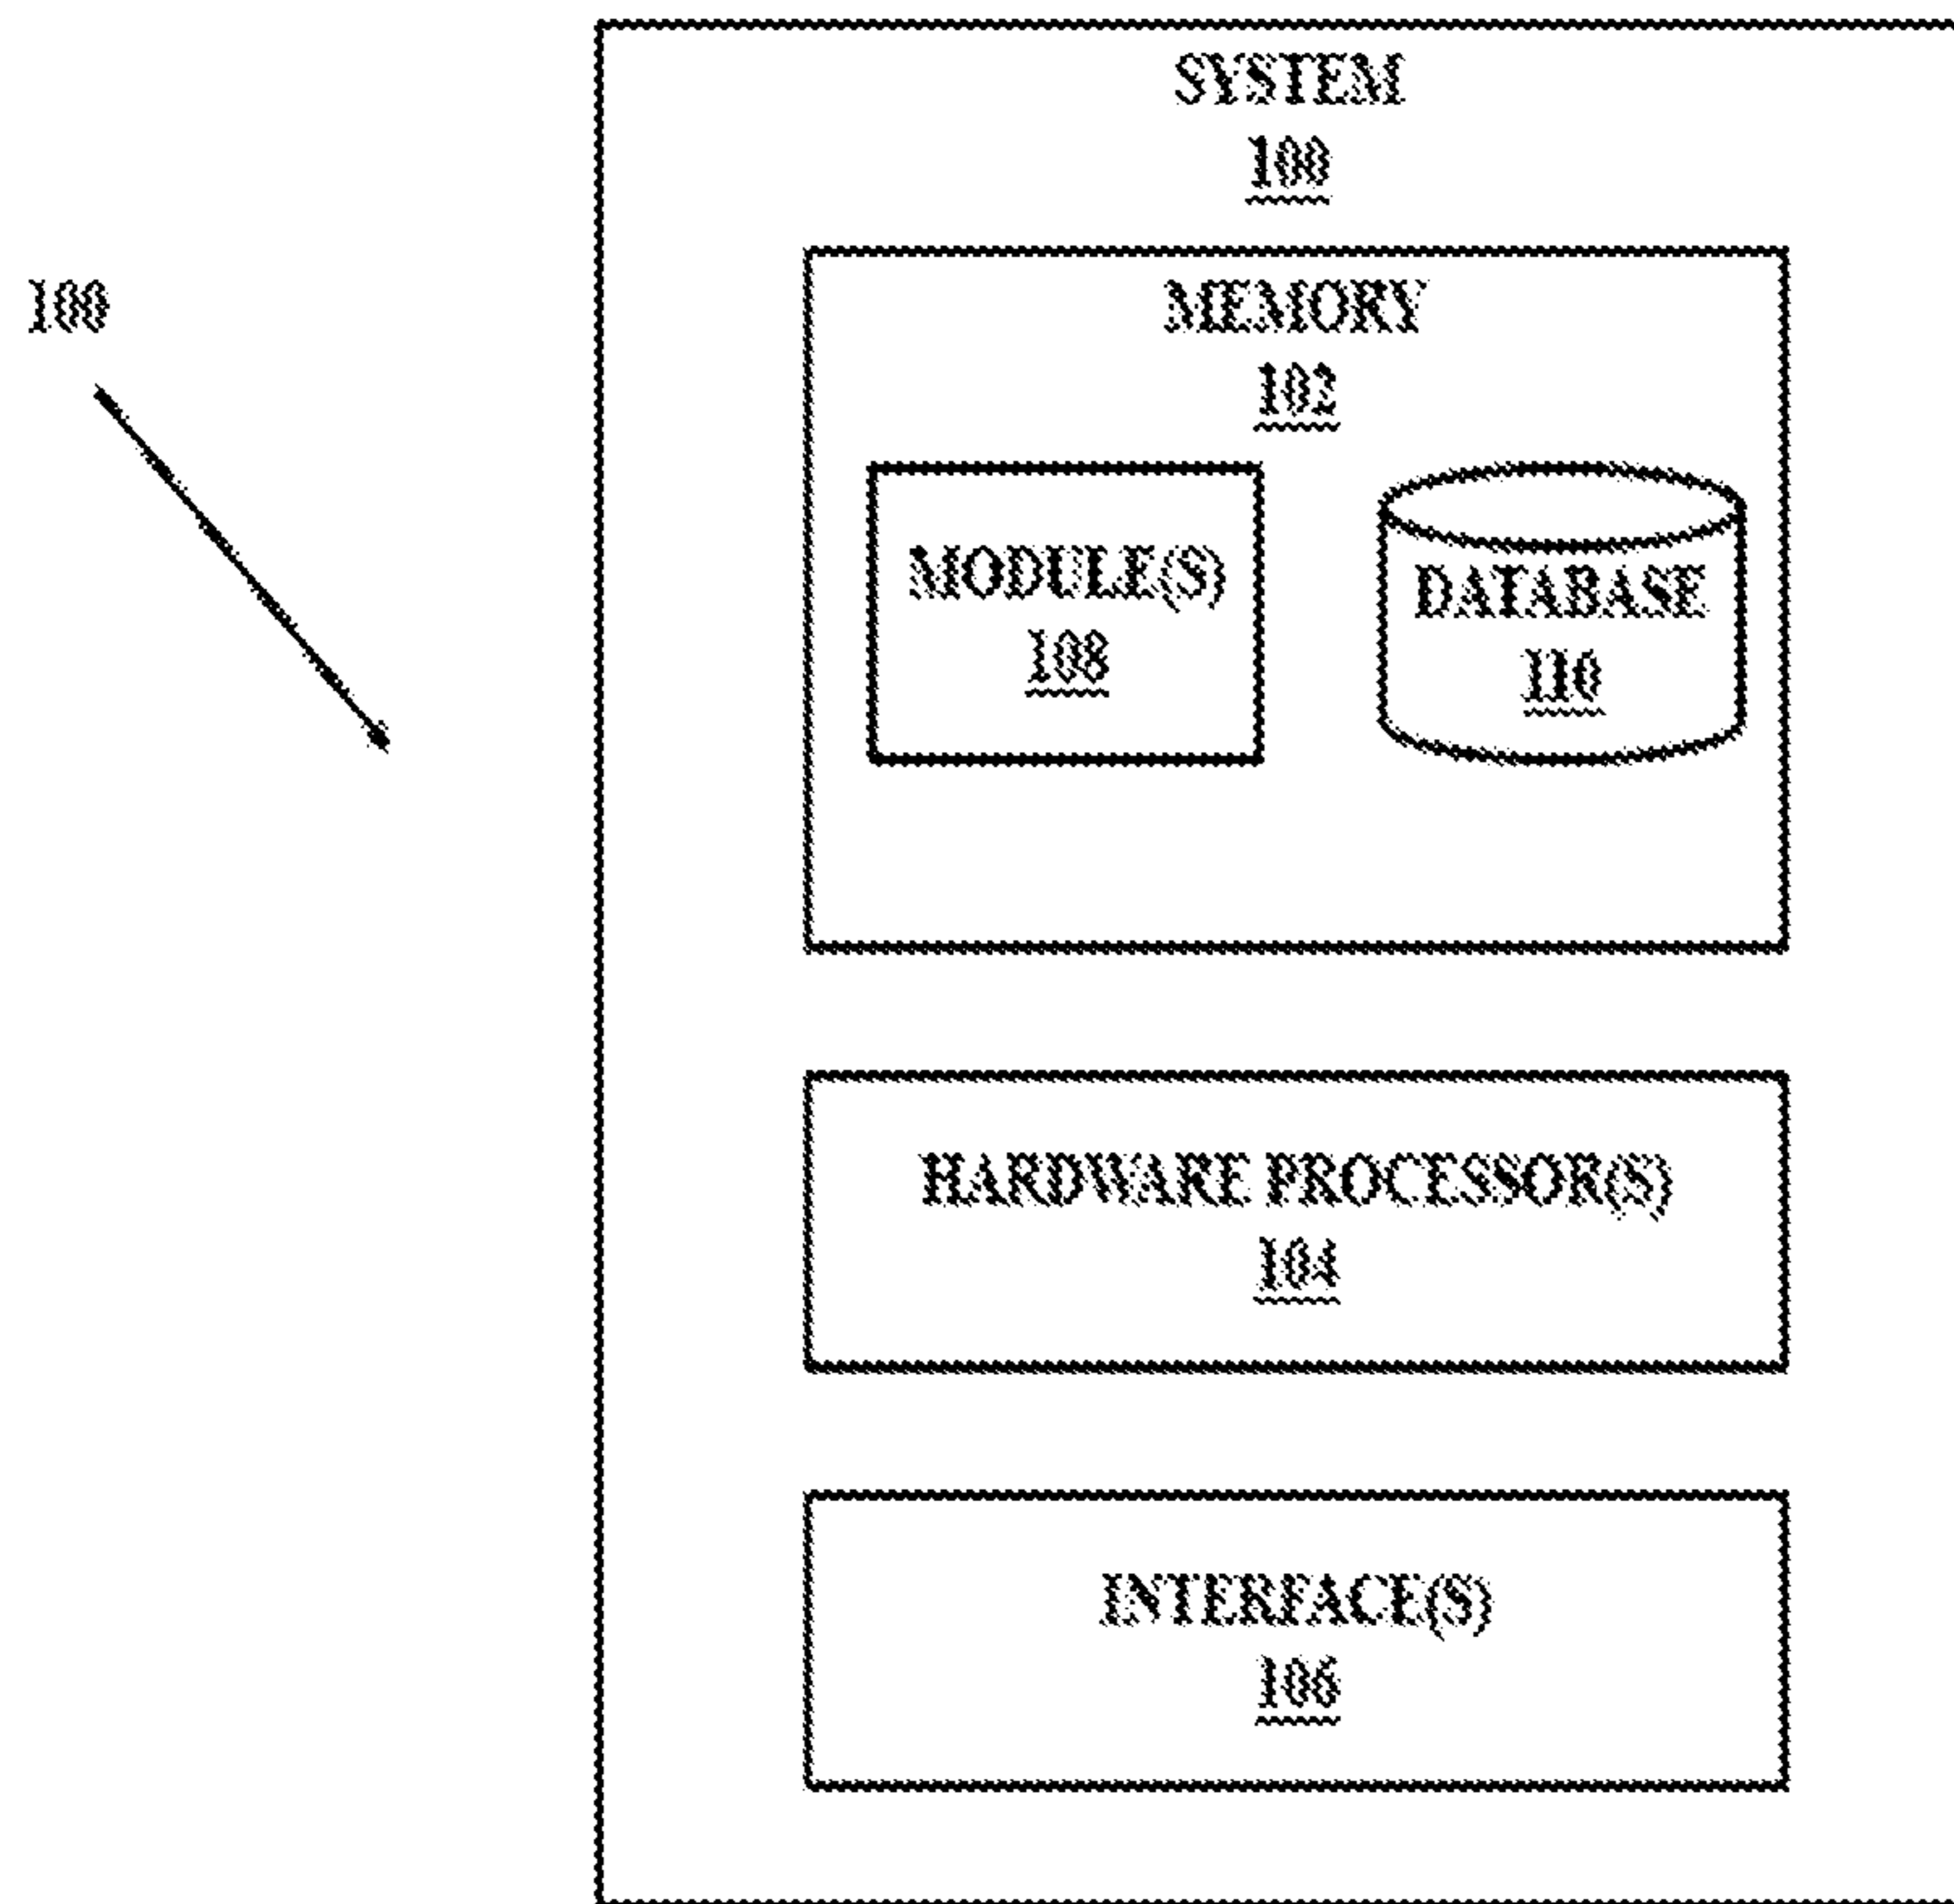 SYSTEM
100
100
MEMORY
102
MODULE(S)
108
DATABASE
110
HARDWARE PROCESSOR(S)
104
INTERFACE(S)
106